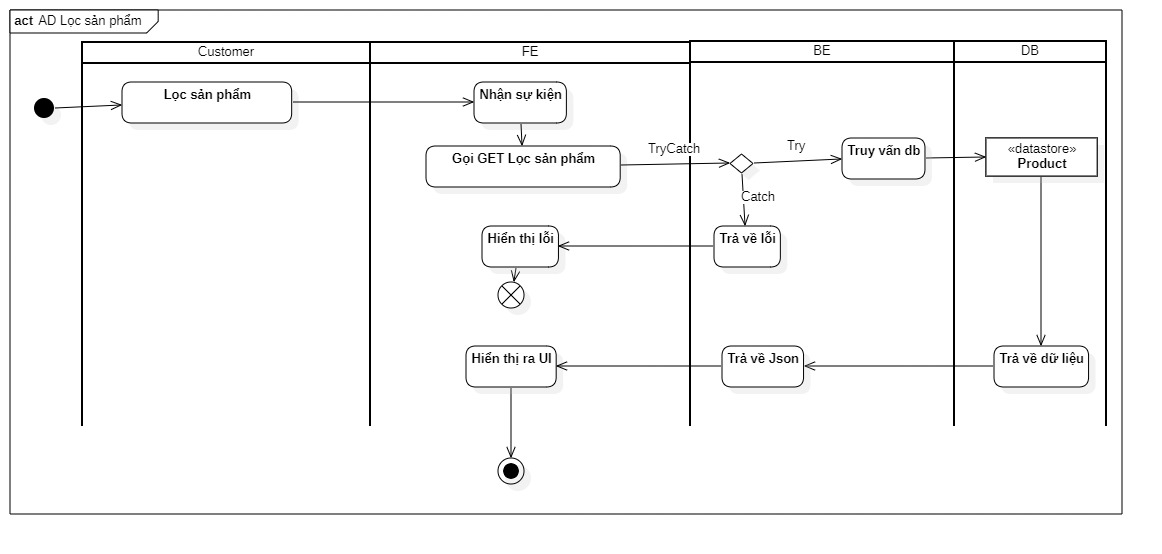 act AD Lọc sản phẩm
Customer
FE
BE
DB
Lọc sản phẩm
Nhận sự kiện
Gọi GET Lọc sản phẩm
TryCatch
Try
Truy vấn db
«datastore»
Product
Catch
Hiển thị lỗi
Trả về lỗi
Hiển thị ra UI
Trả về Json
Trả về dữ liệu